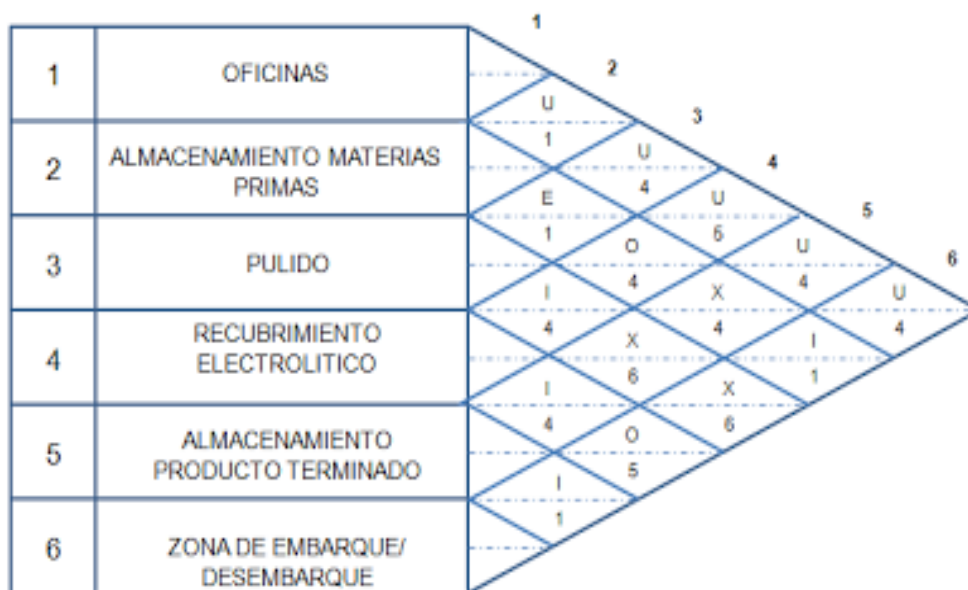 1
2
3
4
5
6
1 OFICINAS
2 ALMACENAMIENTO MATERIAS
PRIMAS
3 PULIDO
4 RECUBRIMIENTO
ELECTROLITICO
5 ALMACENAMIENTO
PRODUCTO TERMINADO
6 ZONA DE EMBARQUE/
DESEMBARQUE
U
1 U
E 4 U
1 O 6 U
I 4 X 4 U
4 X 4 I 4
I 6 X 1
4 O 6
I 5
1